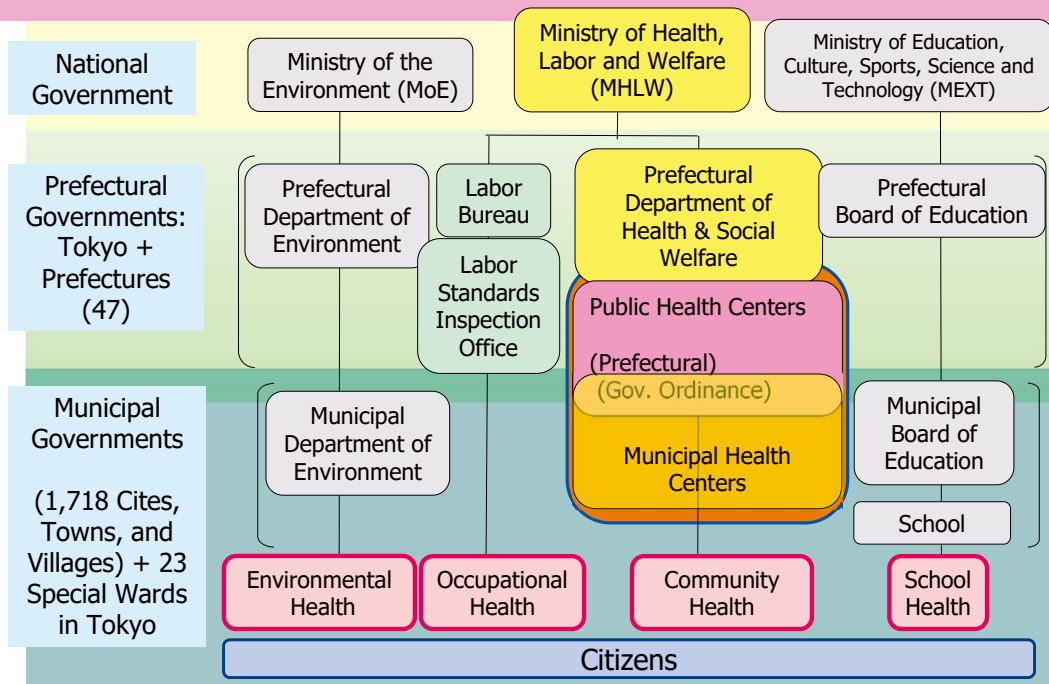 National
Government
Ministry of the
Environment (MoE)
Ministry of Health,
Labor and Welfare
(MHLW)
Ministry of Education,
Culture, Sports, Science and
Technology (MEXT)
Prefectural
Governments:
Tokyo +
Prefectures
(47)
Prefectural
Department of
Environment
Labor
Bureau
Labor
Standards
Inspection
Office
Prefectural
Department of
Health & Social
Welfare
Prefectural
Board of Education
Public Health Centers
(Prefectural)
(Gov. Ordinance)
Municipal
Governments
(1,718 Cites,
Towns, and
Villages) + 23
Special Wards
in Tokyo
Municipal
Department of
Environment
Municipal Health
Centers
Municipal
Board of
Education
School
Environmental
Health
Occupational
Health
Community
Health
School
Health
Citizens